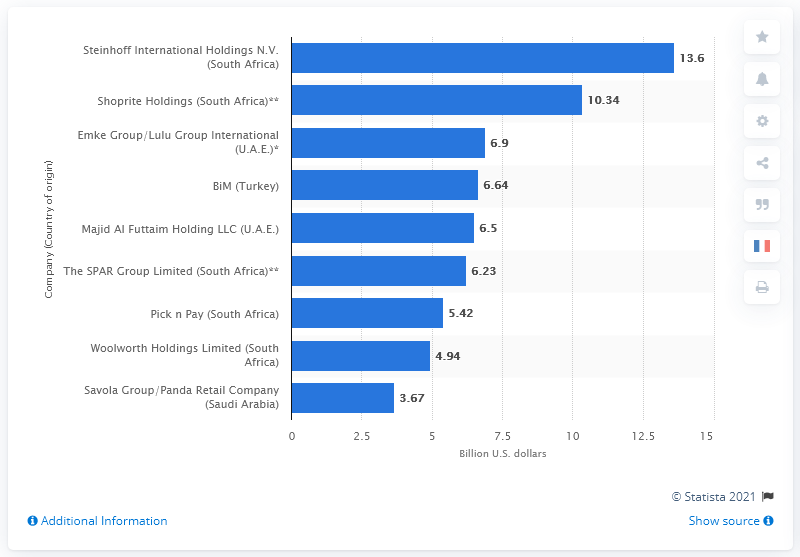 Steinhoff International Holdings N.V.
(South Africa)
13.6
Shoprite Holdings (South Africa)**
10.34
Emke Group/Lulu Group International
(U.A.E.)*
6.9
BiM (Turkey)
6.64
Majid Al Futtaim Holding LLC (U.A.E.)
6.5
The SPAR Group Limited (South Africa)**
6.23
Pick n Pay (South Africa)
5.42
Woolworth Holdings Limited (South
Africa)
4.94
Savola Group/Panda Retail Company
(Saudi Arabia)
3.67
Company (Country of origin)
0 2.5 5 7.5 10 12.5 15
Billion U.S. dollars
© Statista 2021
Additional Information
Show source